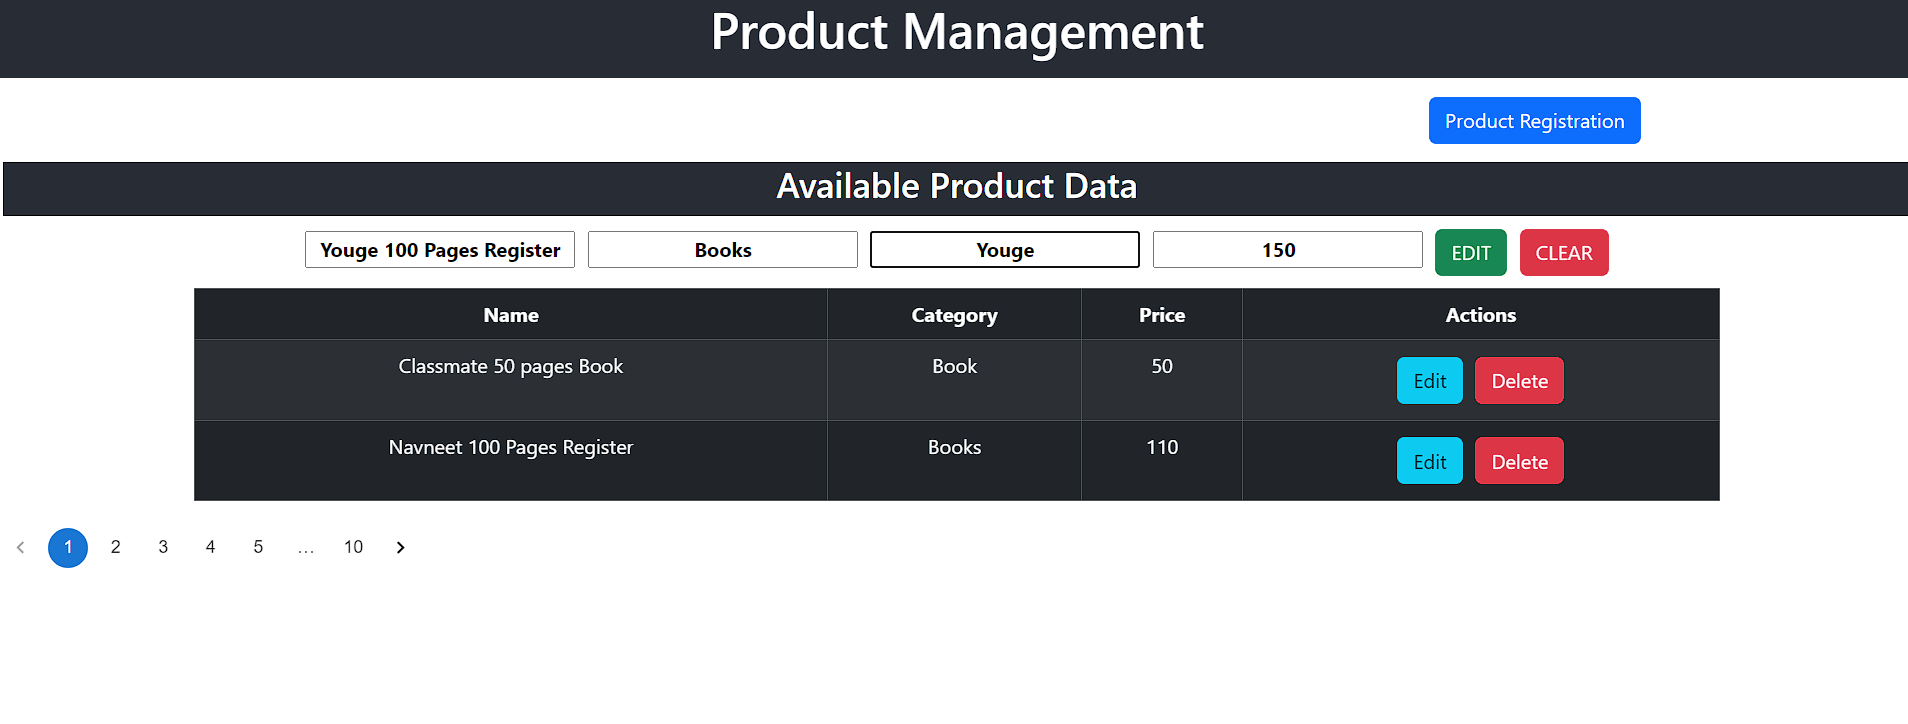 Product Management
Product Registration
Available Product Data
Youge 100 Pages Register Books Youge 150 EDIT CLEAR
Name Category Price Actions
Classmate 50 pages Book Book 50 Edit Delete
Navneet 100 Pages Register Books 110 Edit Delete
1 2 3 4 5 ... 10